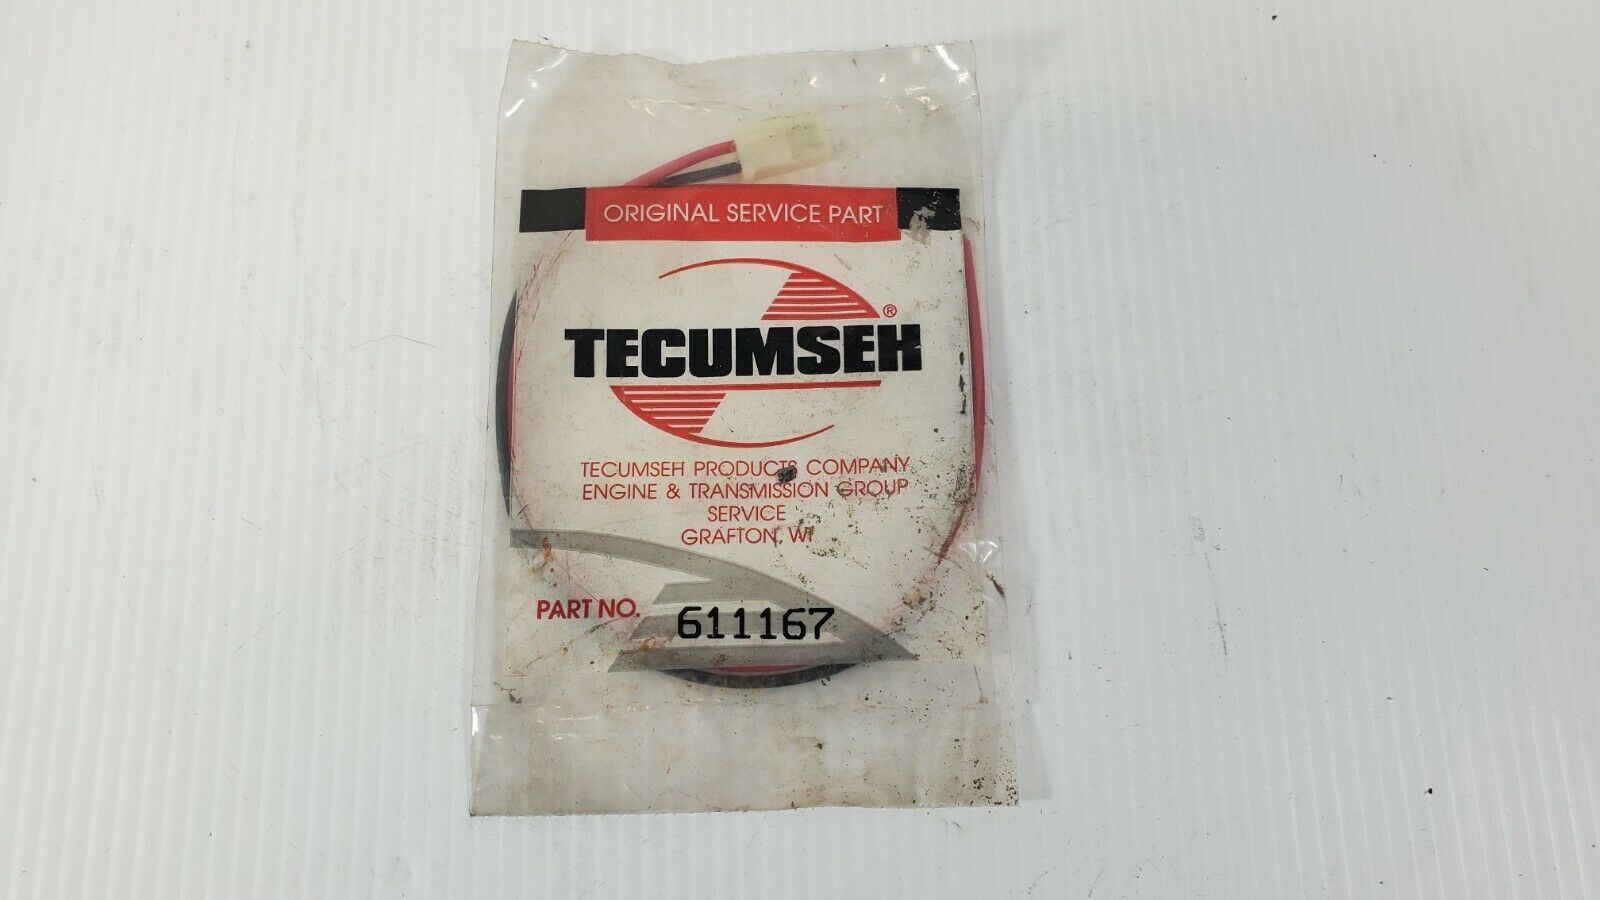 ORIGINAL SERVICE PART
TECUMSEH®
TECUMSEH PRODUCTS COMPANY
ENGINE & TRANSMISSION GROUP
SERVICE
GRAFTON, WI
PART NO. 611167